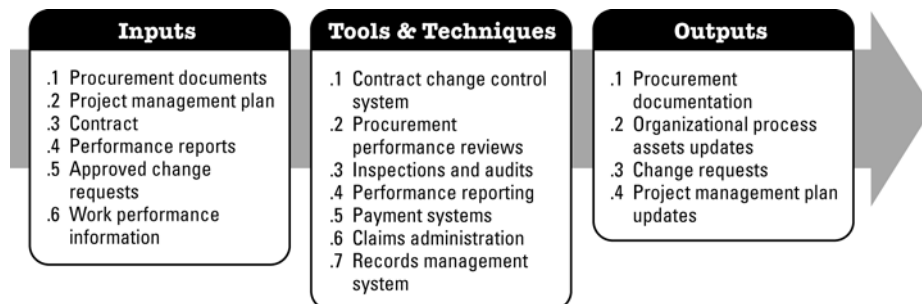 Inputs
.1 Procurement documents
.2 Project management plan
.3 Contract
.4 Performance reports
.5 Approved change
requests
.6 Work performance
information
Tools & Techniques
.1 Contract change control
system
.2 Procurement
performance reviews
.3 Inspections and audits
.4 Performance reporting
.5 Payment systems
.6 Claims administration
.7 Records management
system
Outputs
.1 Procurement
documentation
.2 Organizational process
assets updates
.3 Change requests
.4 Project management plan
updates